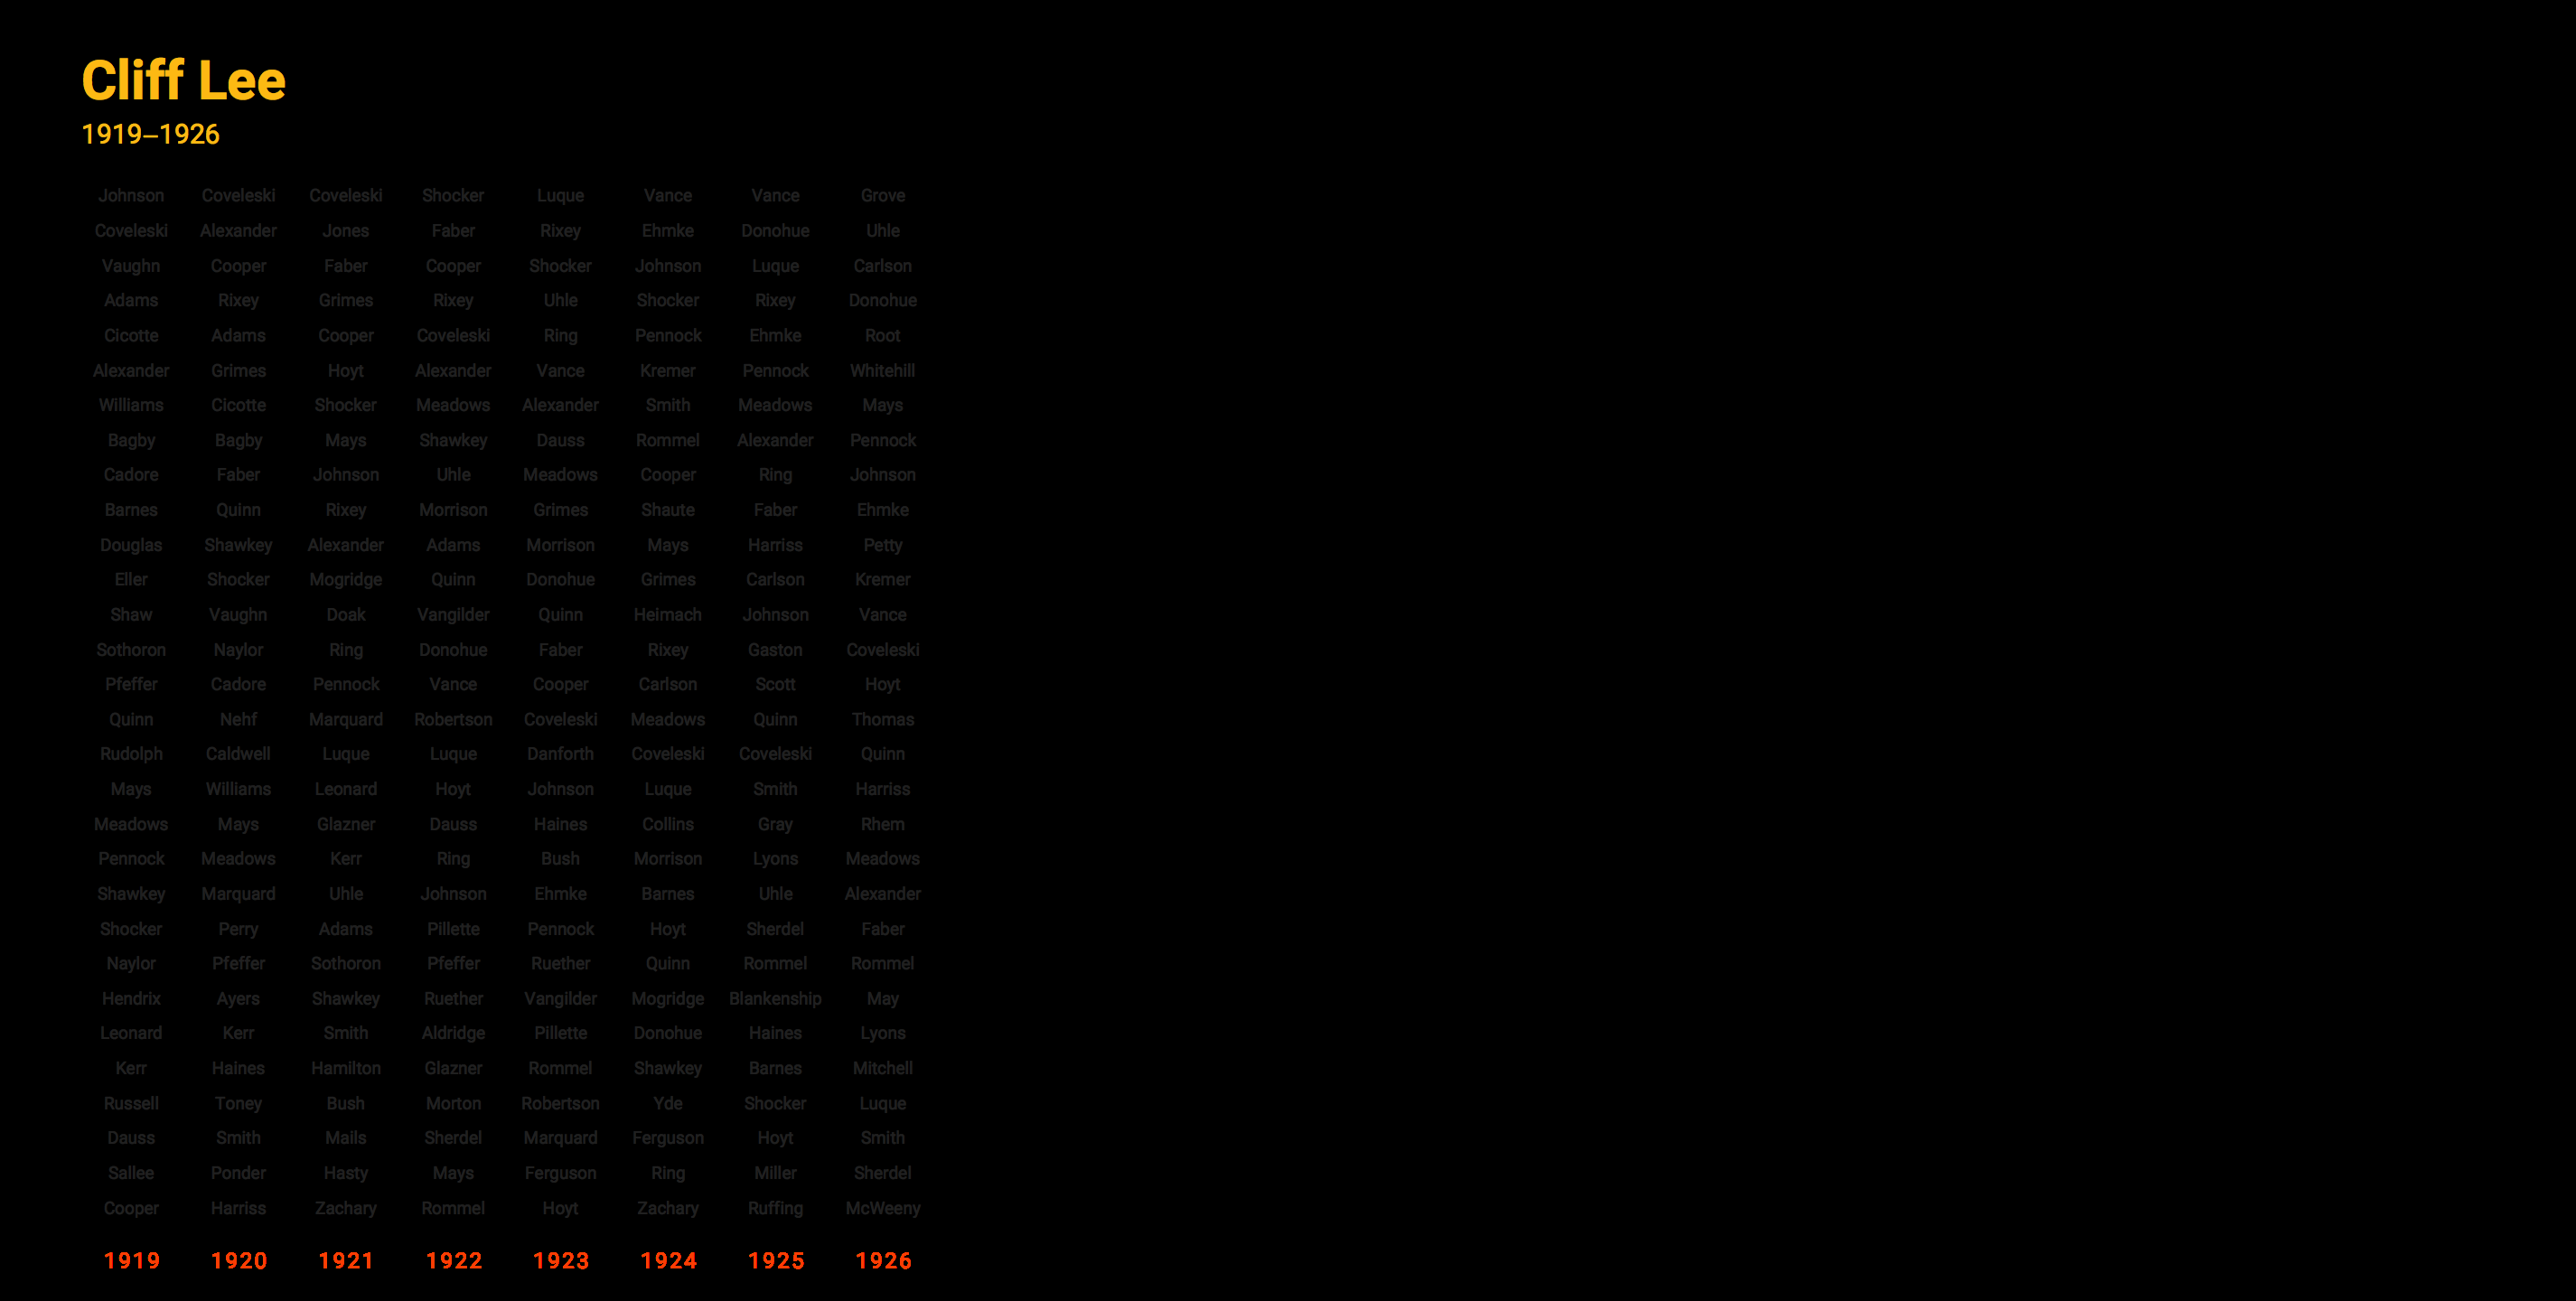 Cliff Lee
1919–1926
Johnson Coveleski Coveleski Shocker Luque Vance Vance Grove
Coveleski Alexander Jones Faber Rixey Ehmke Donohue Uhle
Vaughn Cooper Faber Cooper Shocker Johnson Luque Carlson
Adams Rixey Grimes Rixey Uhle Shocker Rixey Donohue
Cicotte Adams Cooper Coveleski Ring Pennock Ehmke Root
Alexander Grimes Hoyt Alexander Vance Kremer Pennock Whitehill
Williams Cicotte Shocker Meadows Alexander Smith Meadows Mays
Bagby Bagby Mays Shawkey Dauss Rommel Alexander Pennock
Cadore Faber Johnson Uhle Meadows Cooper Ring Johnson
Barnes Quinn Rixey Morrison Grimes Shaute Faber Ehmke
Douglas Shawkey Alexander Adams Morrison Mays Harriss Petty
Eller Shocker Mogridge Quinn Donohue Grimes Carlson Kremer
Shaw Vaughn Doak Vangilder Quinn Heimach Johnson Vance
Sothoron Naylor Ring Donohue Faber Rixey Gaston Coveleski
Pfeffer Cadore Pennock Vance Cooper Carlson Scott Hoyt
Quinn Nehf Marquard Robertson Coveleski Meadows Quinn Thomas
Rudolph Caldwell Luque Luque Danforth Coveleski Coveleski Quinn
Mays Williams Leonard Hoyt Johnson Luque Smith Harriss
Meadows Mays Glazner Dauss Haines Collins Gray Rhem
Pennock Meadows Kerr Ring Bush Morrison Lyons Meadows
Shawkey Marquard Uhle Johnson Ehmke Barnes Uhle Alexander
Shocker Perry Adams Pillette Pennock Hoyt Sherdel Faber
Naylor Pfeffer Sothoron Pfeffer Ruether Quinn Rommel Rommel
Hendrix Ayers Shawkey Ruether Vangilder Mogridge Blankenship May
Leonard Kerr Smith Aldridge Pillette Donohue Haines Lyons
Kerr Haines Hamilton Glazner Rommel Shawkey Barnes Mitchell
Russell Toney Bush Morton Robertson Yde Shocker Luque
Dauss Smith Mails Sherdel Marquard Ferguson Hoyt Smith
Sallee Ponder Hasty Mays Ferguson Ring Miller Sherdel
Cooper Harriss Zachary Rommel Hoyt Zachary Ruffing McWeeny
1919 1920 1921 1922 1923 1924 1925 1926